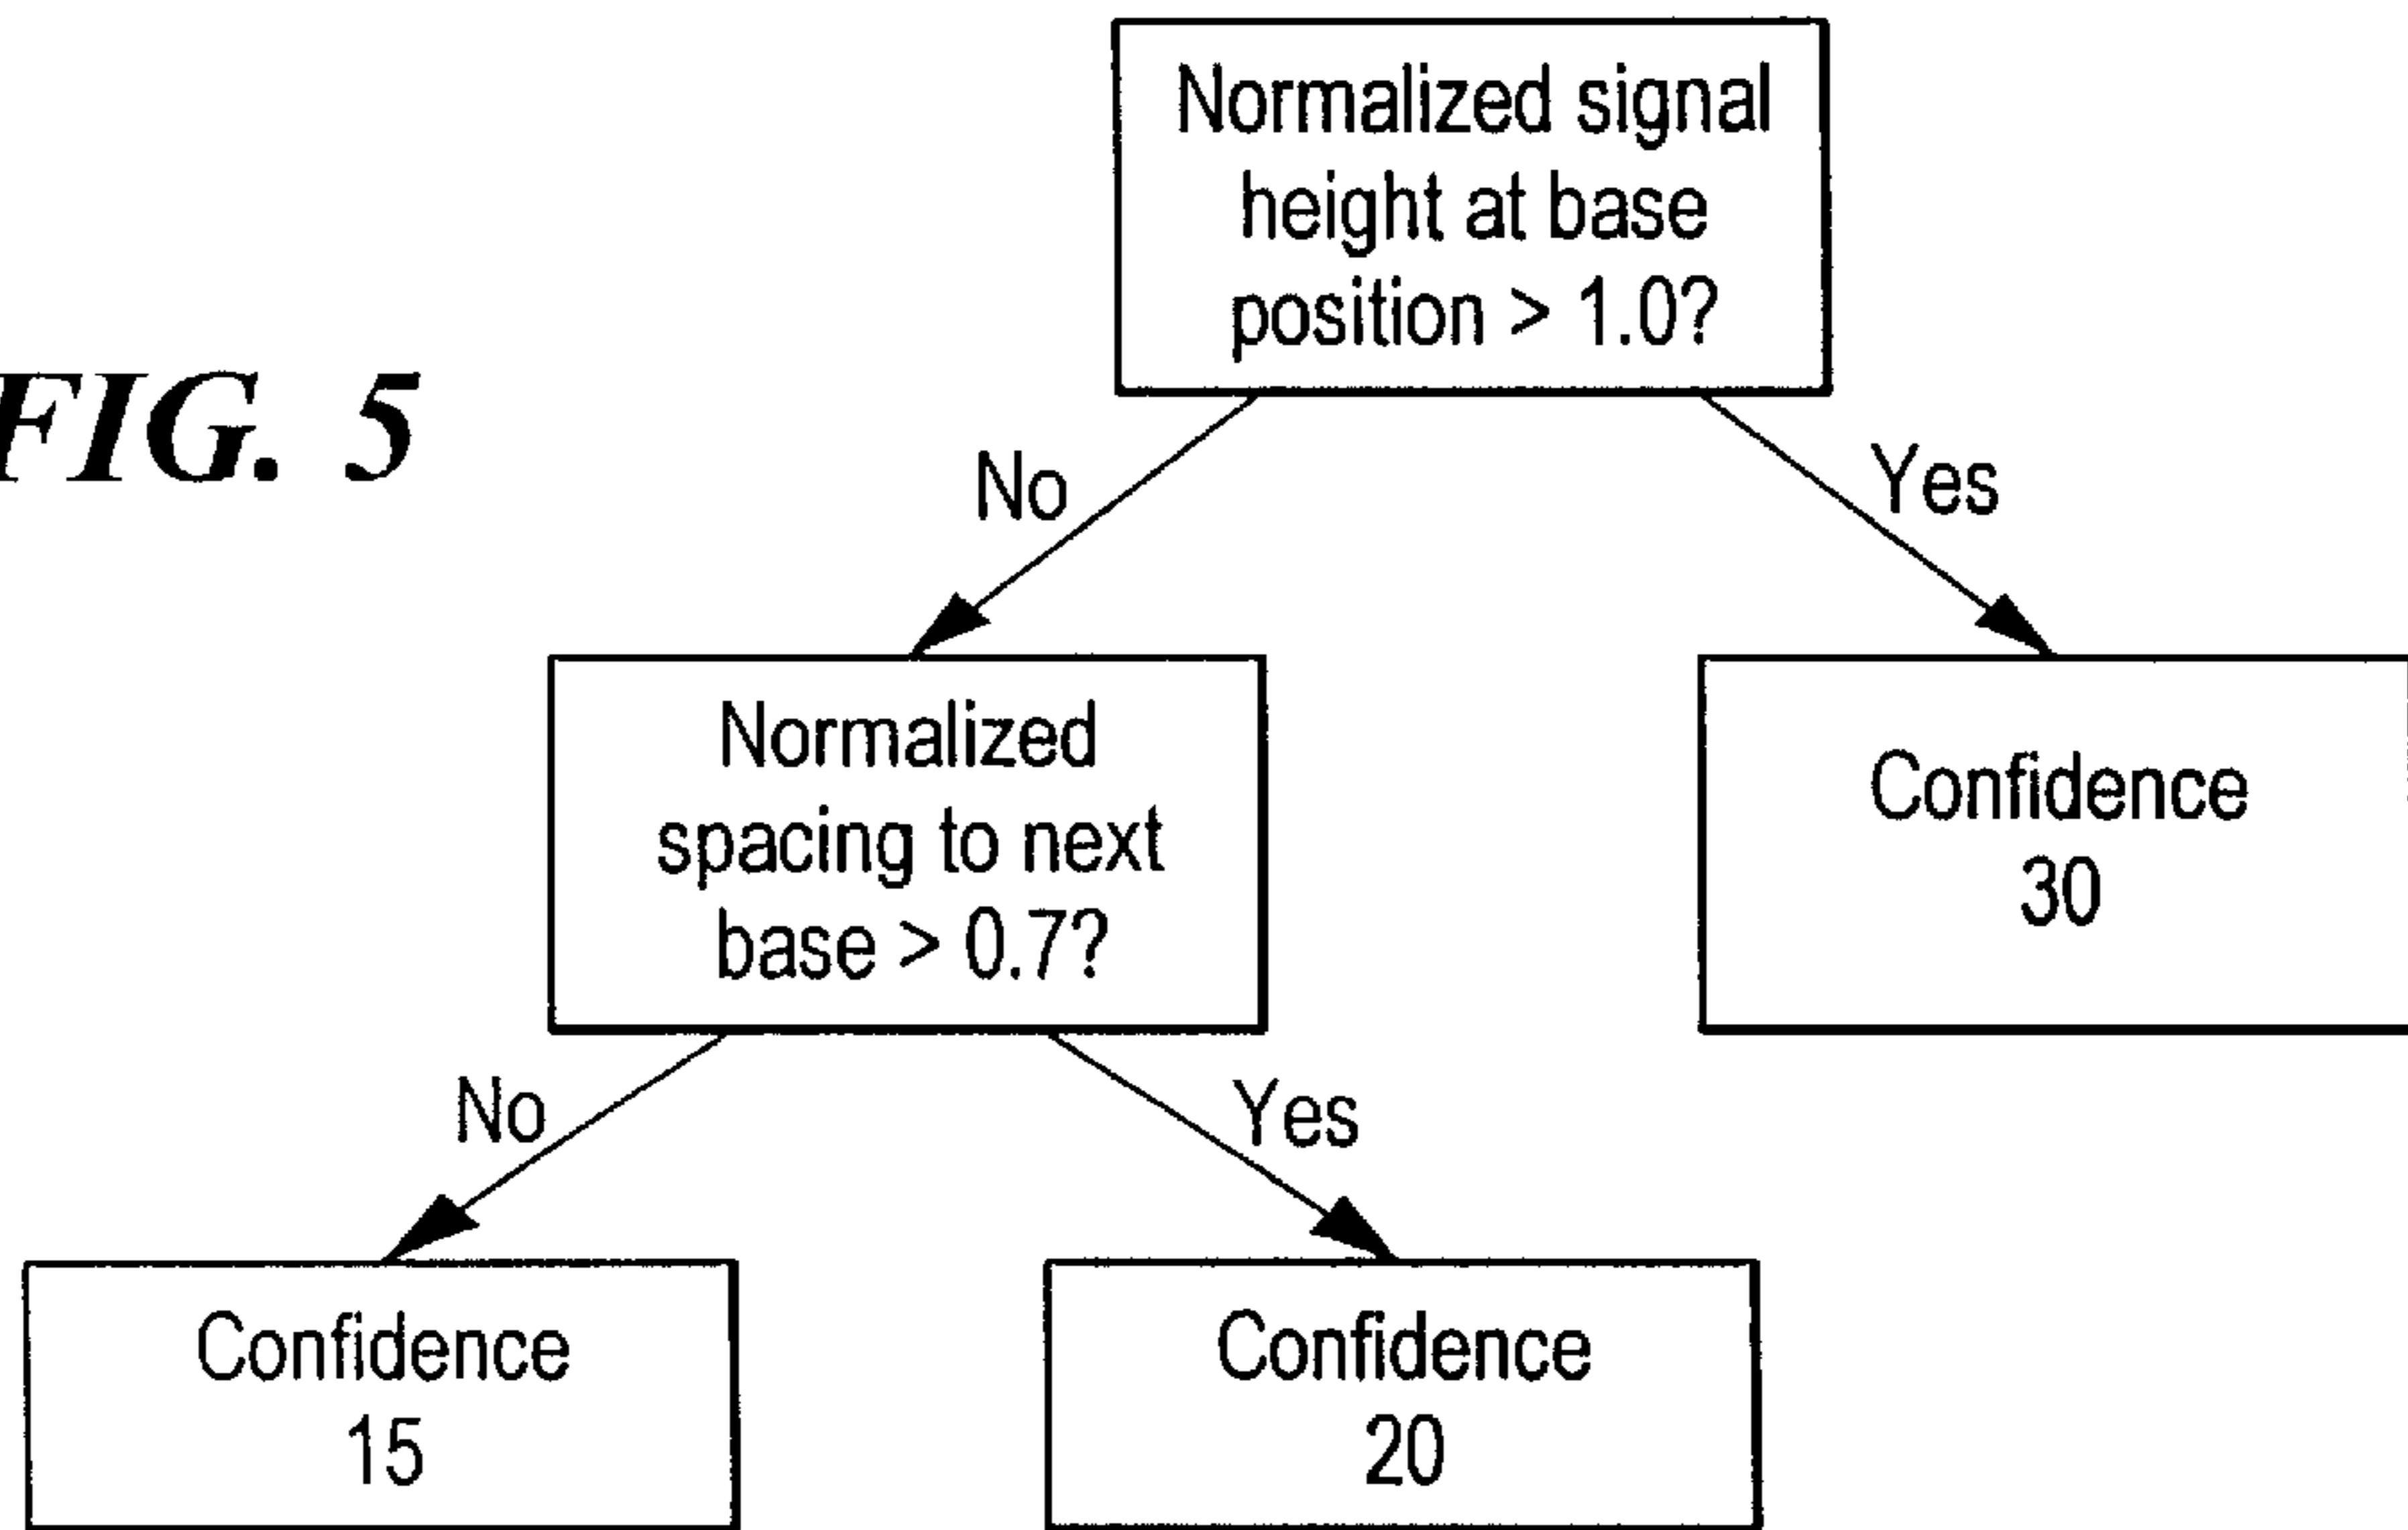 Normalized signal
height at base
position > 1.0?
FIG. 5
No
Yes
Normalized
spacing to next
base > 0.7?
Confidence
30
No
Yes
Confidence
15
Confidence
20